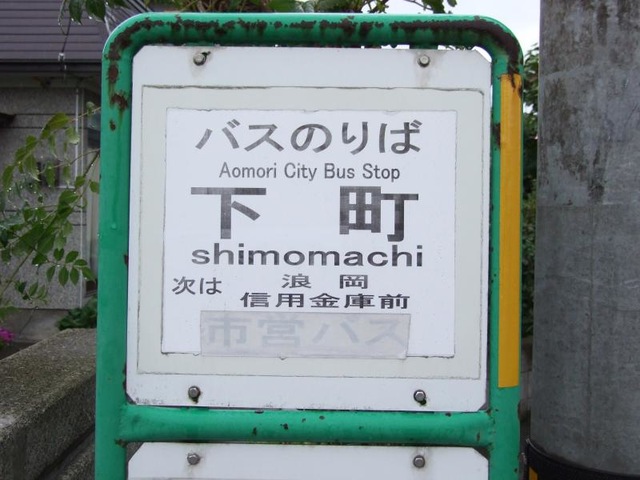 バスのりば
Aomori City Bus Stop
下町
shimomachi
次は 浪岡
信用金庫前
市営バス